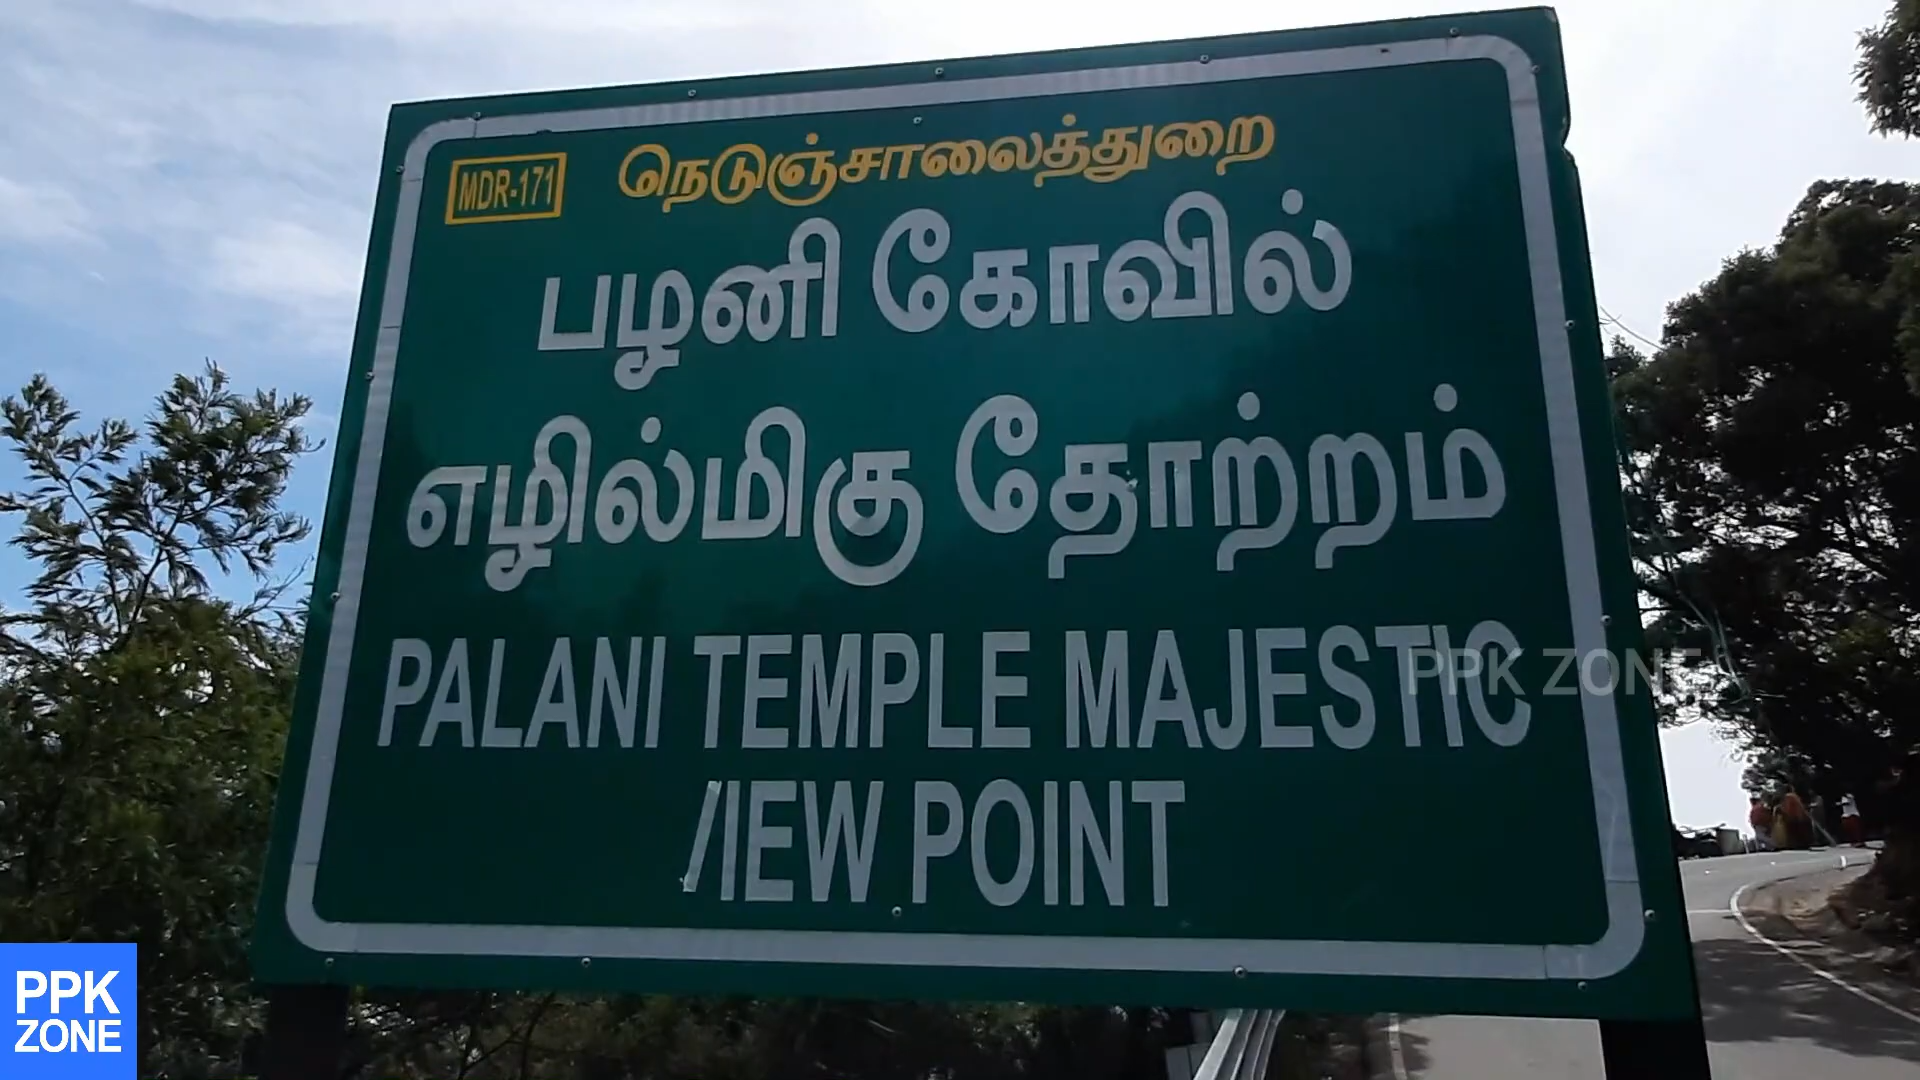 MDR-171 நெடுஞ்சாலைத்துறை
பழனி கோவில்
எழில்மிகு தோற்றம்
PALANI TEMPLE MAJESTIC
VIEW POINT
PPK ZONE
PPK
ZONE